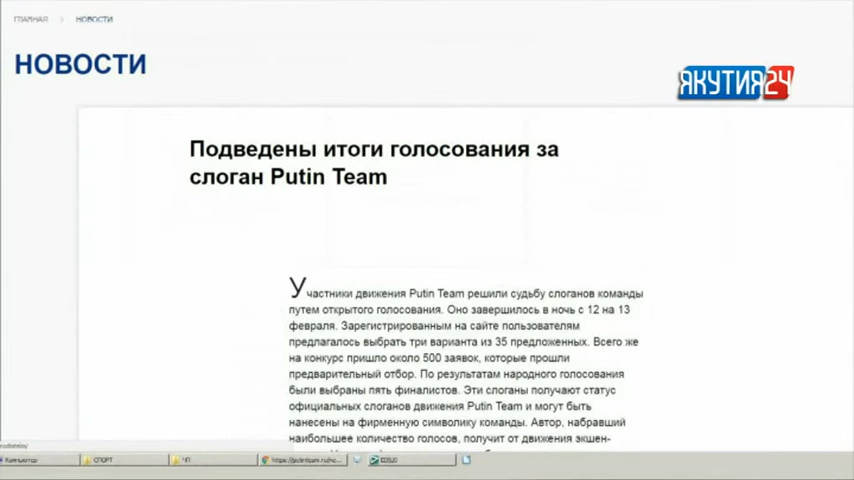 ГЛАВНАЯ > НОВОСТИ
НОВОСТИ
ЯКУТИЯ24
Подведены итоги голосования за
слоган Putin Team
Участники движения Putin Team решили судьбу слоганов команды
путем открытого голосования. Оно завершилось в ночь с 12 на 13
февраля. Зарегистрированным на сайте пользователям
предлагалось выбрать три варианта из 35 предложенных. Всего же
на конкурс пришло около 500 заявок, которые прошли
предварительный отбор. По результатам народного голосования
были выбраны пять финалистов. Эти слоганы получают статус
официальных слоганов движения Putin Team и могут быть
нанесены на фирменную символику команды. Автор, набравший
наибольшее количество голосов, получит от движения экшен-
Компьютер СПОРТ ЧП